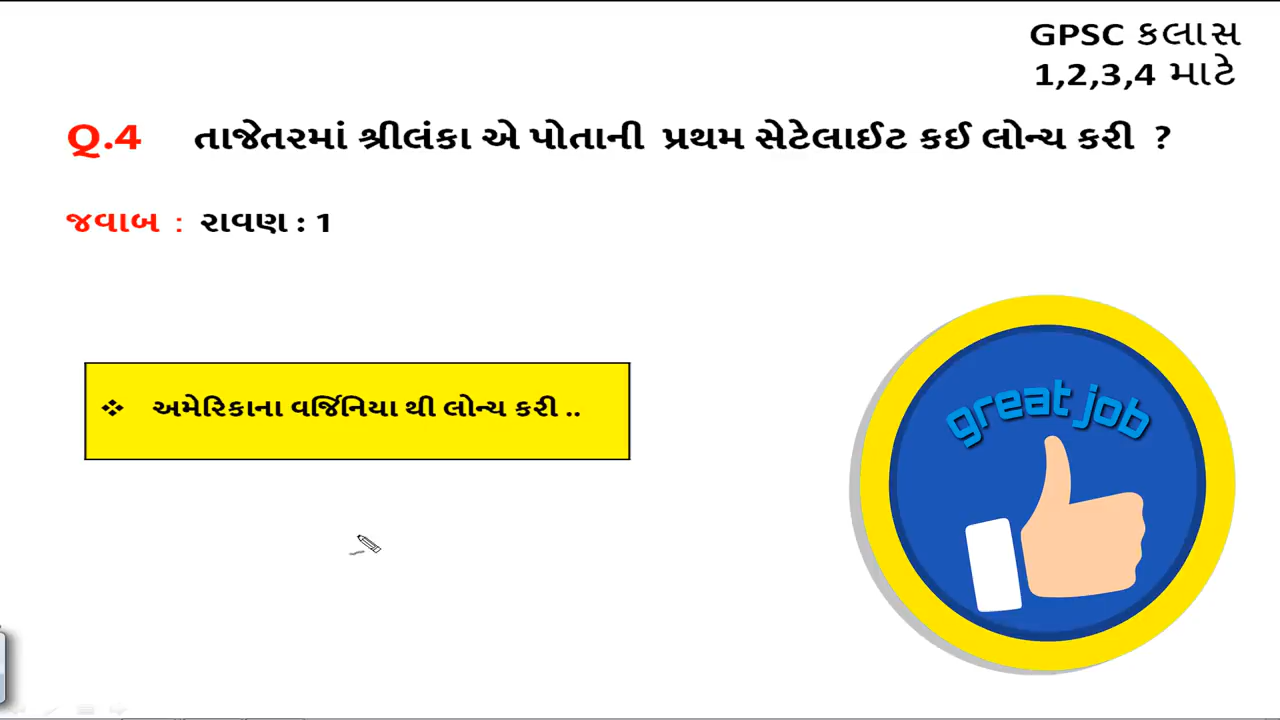 GPSC કલાસ
1,2,3,4 માટે
Q.4 તાજેતરમાં શ્રીલંકા એ પોતાની પ્રથમ સેટેલાઈટ કઈ લોન્ચ કરી ?
જવાબ : રાવણ : 1
❖ અમેરિકાના વર્જિનિયા થી લોન્ચ કરી ..
great job